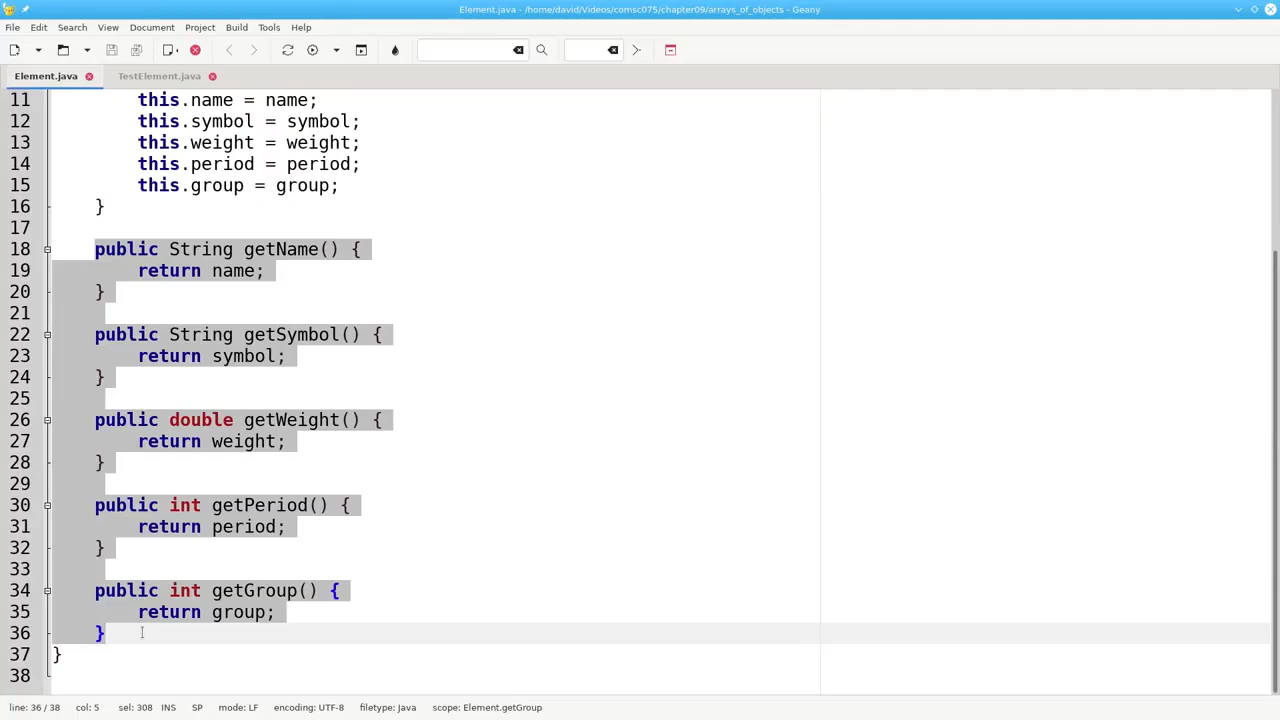 Element.java - /home/david/Videos/comsc075/chapter09/arrays_of_objects - Geany
File Edit Search View Document Project Build Tools Help
Element.java TestElement.java
11 this.name = name;
12 this.symbol = symbol;
13 this.weight = weight;
14 this.period = period;
15 this.group = group;
16 }
17
18 public String getName() {
19 return name;
20 }
21
22 public String getSymbol() {
23 return symbol;
24 }
25
26 public double getWeight() {
27 return weight;
28 }
29
30 public int getPeriod() {
31 return period;
32 }
33
34 public int getGroup() {
35 return group;
36 }
37 }
38
line: 36 / 38 col: 5 sel: 308 INS SP mode: LF encoding: UTF-8 filetype: Java scope: Element.getGroup